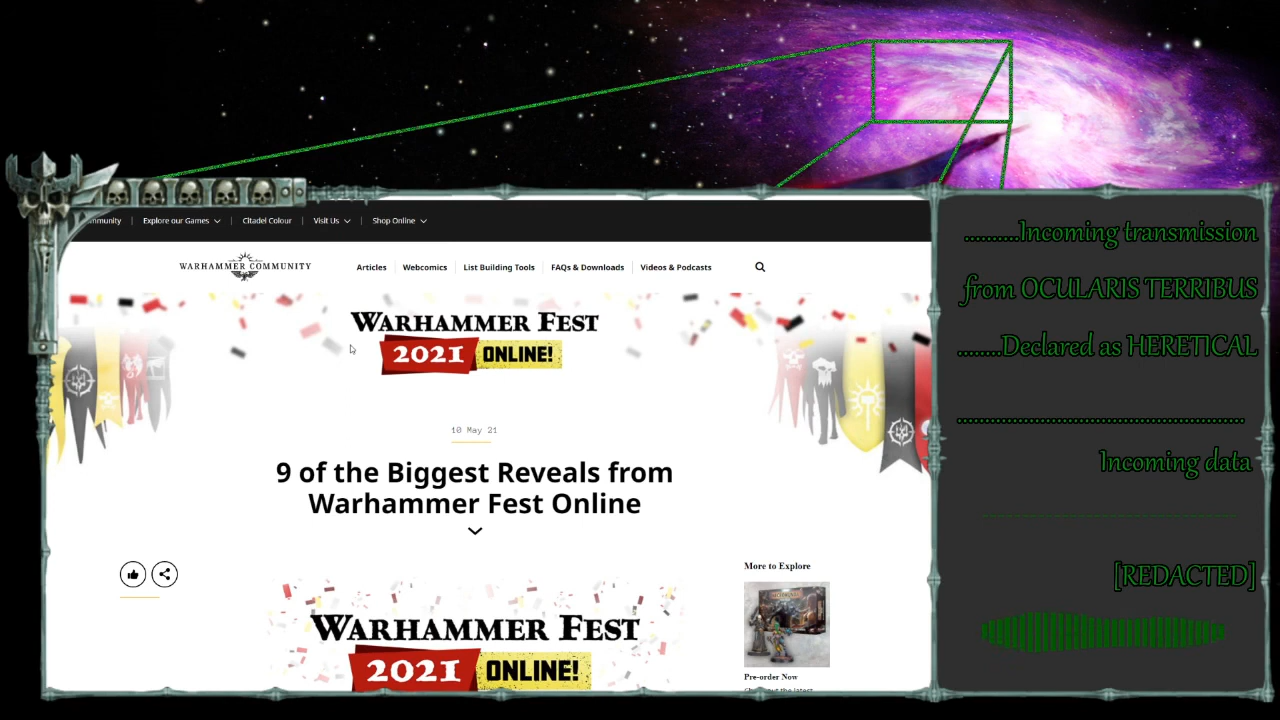 Explore our Games
Citadel Colour
Visit Us
Shop Online
WARHAMMER COMMUNITY
Articles
Webcomics
List Building Tools
FAQs & Downloads
Videos & Podcasts
WARHAMMER FEST
2021 ONLINE!
10 May 21
9 of the Biggest Reveals from
Warhammer Fest Online
WARHAMMER FEST
2021 ONLINE!
More to Explore
Pre-order Now
..........Incoming transmission
from OCULARIS TERRIBUS
........Declared as HERETICAL
Incoming data
[REDACTED]